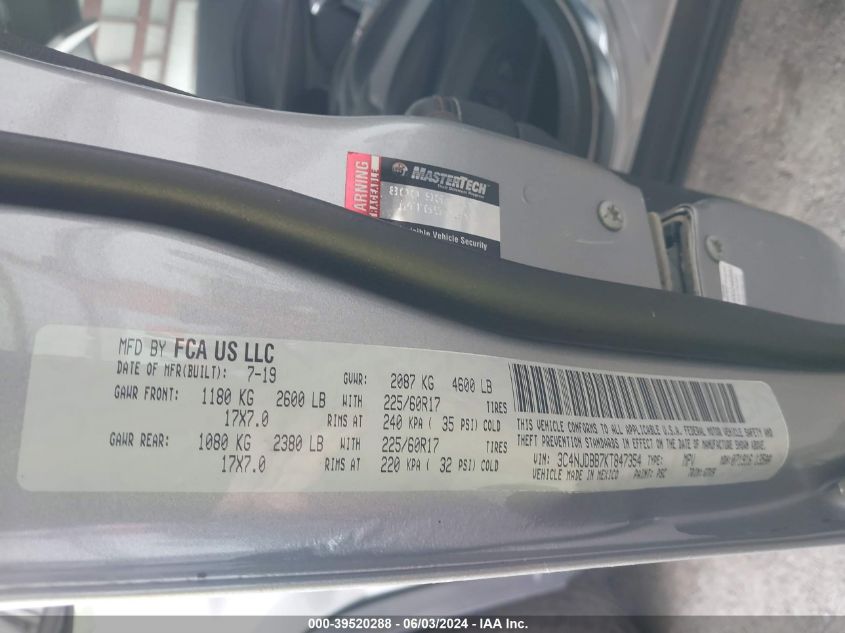 WARNING
TRACEABLE
MASTERTECH
Vehicle Security
MFD BY FCA US LLC
DATE OF MFR(BUILT): 7-19
GVWR: 2087 KG 4600 LB
GAWR FRONT: 1180 KG 2600 LB WITH 225/60R17 TIRES
17X7.0 RIMS AT 240 KPA ( 35 PSI) COLD
GAWR REAR: 1080 KG 2380 LB WITH 225/60R17 TIRES
17X7.0 RIMS AT 220 KPA ( 32 PSI) COLD
THIS VEHICLE CONFORMS TO ALL APPLICABLE U.S.A. FEDERAL MOTOR VEHICLE SAFETY AND
THEFT PREVENTION STANDARDS IN EFFECT ON THE DATE OF MANUFACTURE SHOWN ABOVE.
VIN: 3C4NJDBB7KT847354 TYPE: MPV
VEHICLE MADE IN MEXICO PAINT: PSC
000-39520288 - 06/03/2024 - IAA Inc.